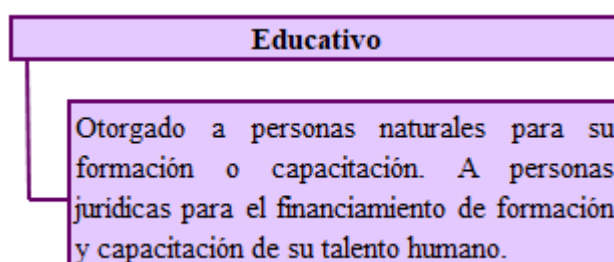 Educativo
Otorgado a personas naturales para su
formación o capacitación. A personas
jurídicas para el financiamiento de formación
y capacitación de su talento humano.